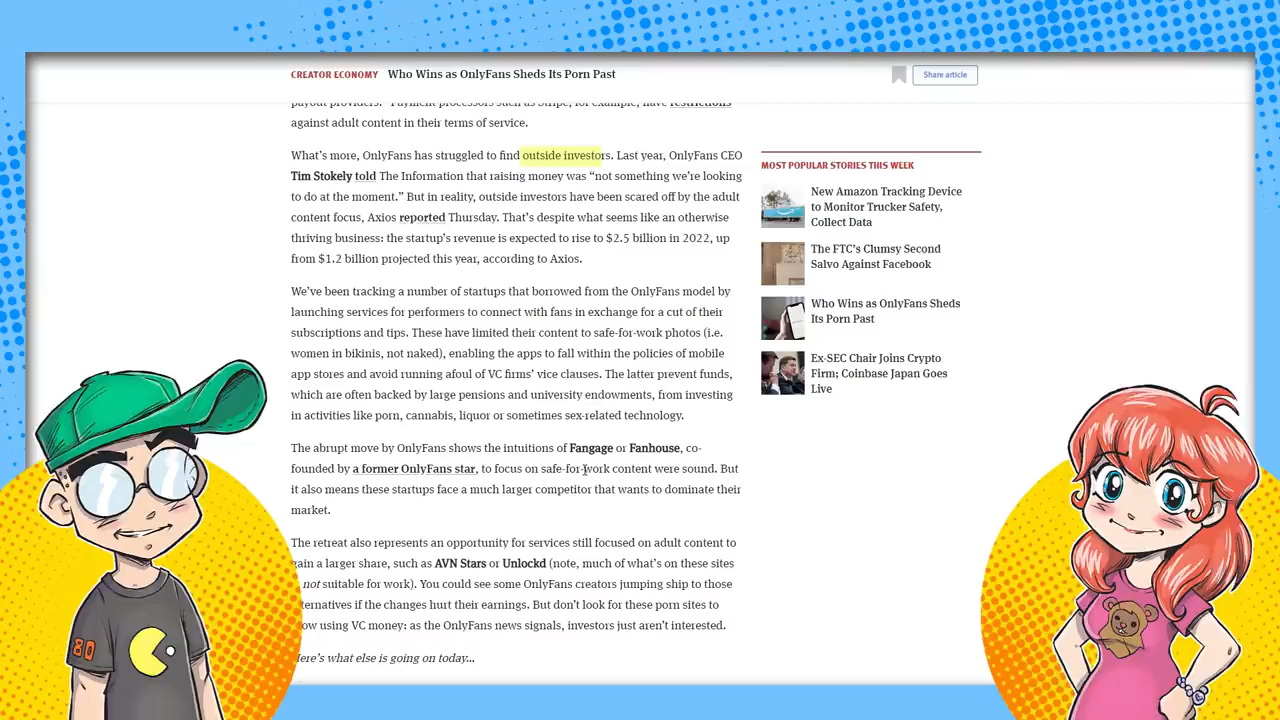 CREATOR ECONOMY Who Wins as OnlyFans Sheds Its Porn Past
Share article
payout providers.” Payment processors such as Stripe, for example, have restrictions
against adult content in their terms of service.
What’s more, OnlyFans has struggled to find outside investors. Last year, OnlyFans CEO
Tim Stokely told The Information that raising money was “not something we’re looking
to do at the moment.” But in reality, outside investors have been scared off by the adult
content focus, Axios reported Thursday. That’s despite what seems like an otherwise
thriving business: the startup’s revenue is expected to rise to $2.5 billion in 2022, up
from $1.2 billion projected this year, according to Axios.
We’ve been tracking a number of startups that borrowed from the OnlyFans model by
launching services for performers to connect with fans in exchange for a cut of their
subscriptions and tips. These have limited their content to safe-for-work photos (i.e.
women in bikinis, not naked), enabling the apps to fall within the policies of mobile
app stores and avoid running afoul of VC firms’ vice clauses. The latter prevent funds,
which are often backed by large pensions and university endowments, from investing
in activities like porn, cannabis, liquor or sometimes sex-related technology.
The abrupt move by OnlyFans shows the intuitions of Fangage or Fanhouse, co-
founded by a former OnlyFans star, to focus on safe-for-work content were sound. But
it also means these startups face a much larger competitor that wants to dominate their
market.
The retreat also represents an opportunity for services still focused on adult content to
gain a larger share, such as AVN Stars or Unlockd (note, much of what’s on these sites
not suitable for work). You could see some OnlyFans creators jumping ship to those
alternatives if the changes hurt their earnings. But don’t look for these porn sites to
using VC money: as the OnlyFans news signals, investors just aren’t interested.
Here’s what else is going on today...
MOST POPULAR STORIES THIS WEEK
New Amazon Tracking Device
to Monitor Trucker Safety,
Collect Data
The FTC’s Clumsy Second
Salvo Against Facebook
Who Wins as OnlyFans Sheds
Its Porn Past
Ex-SEC Chair Joins Crypto
Firm; Coinbase Japan Goes
Live
80